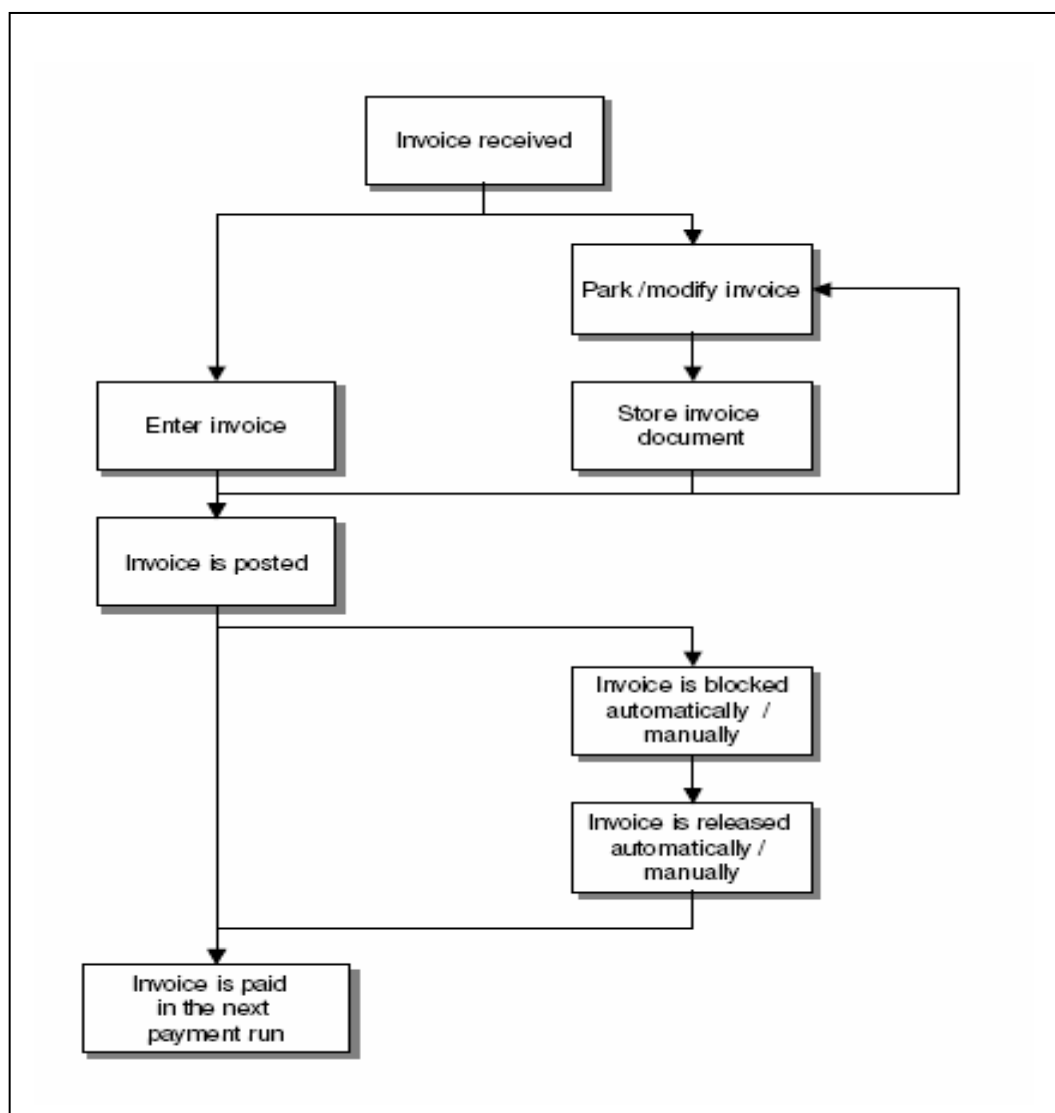 Invoice received
Park /modify invoice
Enter invoice
Store invoice
document
Invoice is posted
Invoice is blocked
automatically /
manually
Invoice is released
automatically /
manually
Invoice is paid
in the next
payment run